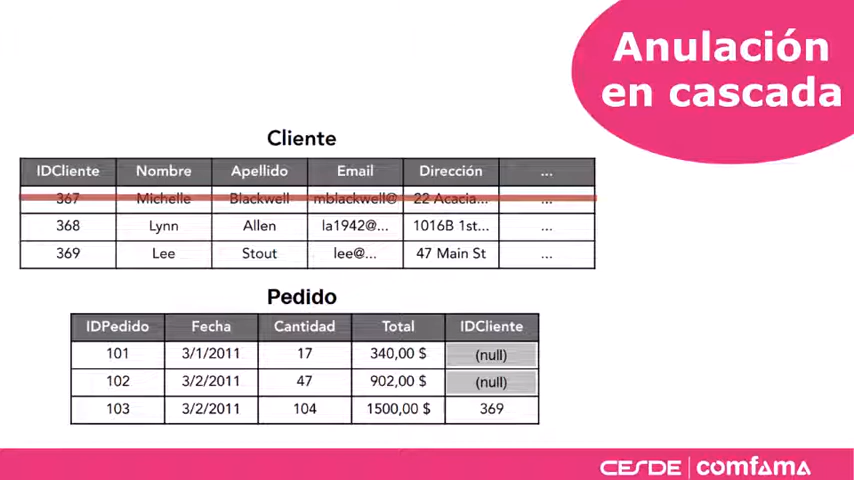 Anulación
en cascada
Cliente
IDCliente Nombre Apellido Email Dirección ...
367 Michelle Blackwell mblackwell@ 22 Acacia... ...
368 Lynn Allen la1942@... 1016B 1st... ...
369 Lee Stout lee@... 47 Main St ...
Pedido
IDPedido Fecha Cantidad Total IDCliente
101 3/1/2011 17 340,00 $ (null)
102 3/2/2011 47 902,00 $ (null)
103 3/2/2011 104 1500,00 $ 369
CESDE comfama